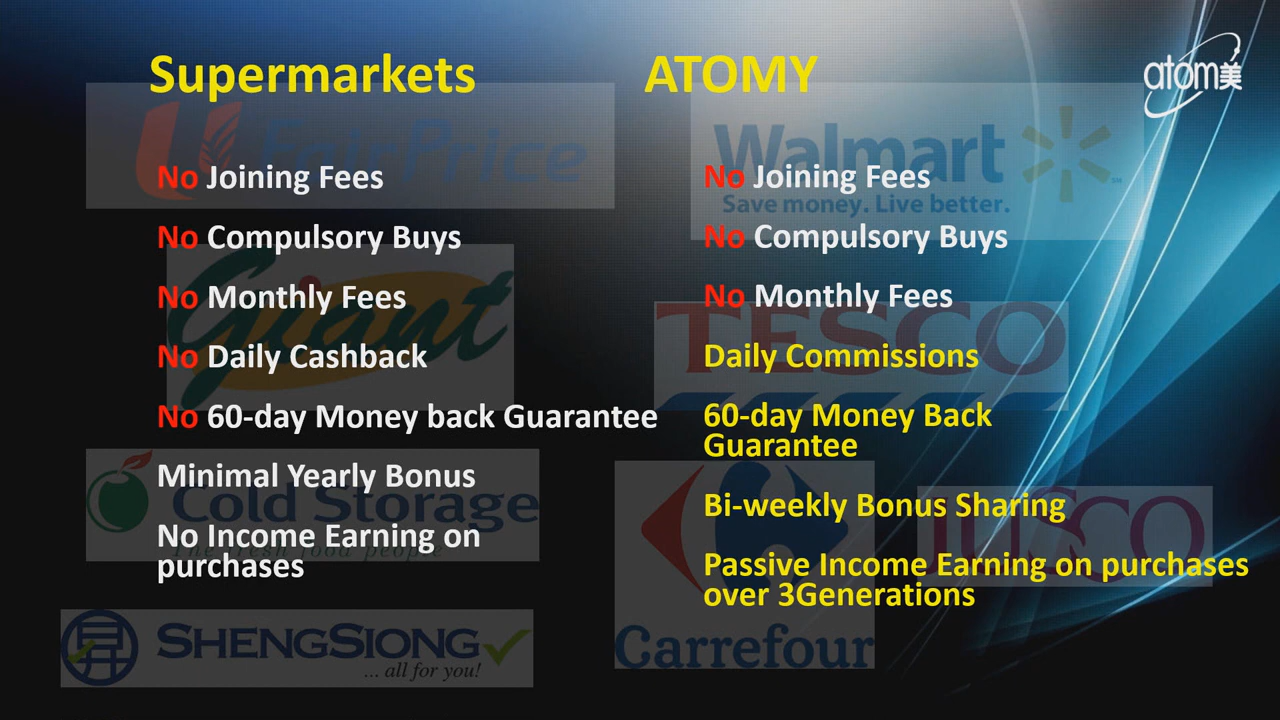 Supermarkets
ATOMY
atom美
FairPrice
No Joining Fees
No Compulsory Buys
Giant
No Monthly Fees
No Daily Cashback
No 60-day Money back Guarantee
Minimal Yearly Bonus
Cold Storage
No Income Earning on
The fresh food people
purchases
SHENGSIONG
... all for you!
Walmart
No Joining Fees
Save money. Live better.
No Compulsory Buys
No Monthly Fees
TESCO
Daily Commissions
60-day Money Back
Guarantee
Bi-weekly Bonus Sharing
JUSCO
Passive Income Earning on purchases
over 3Generations
Carrefour